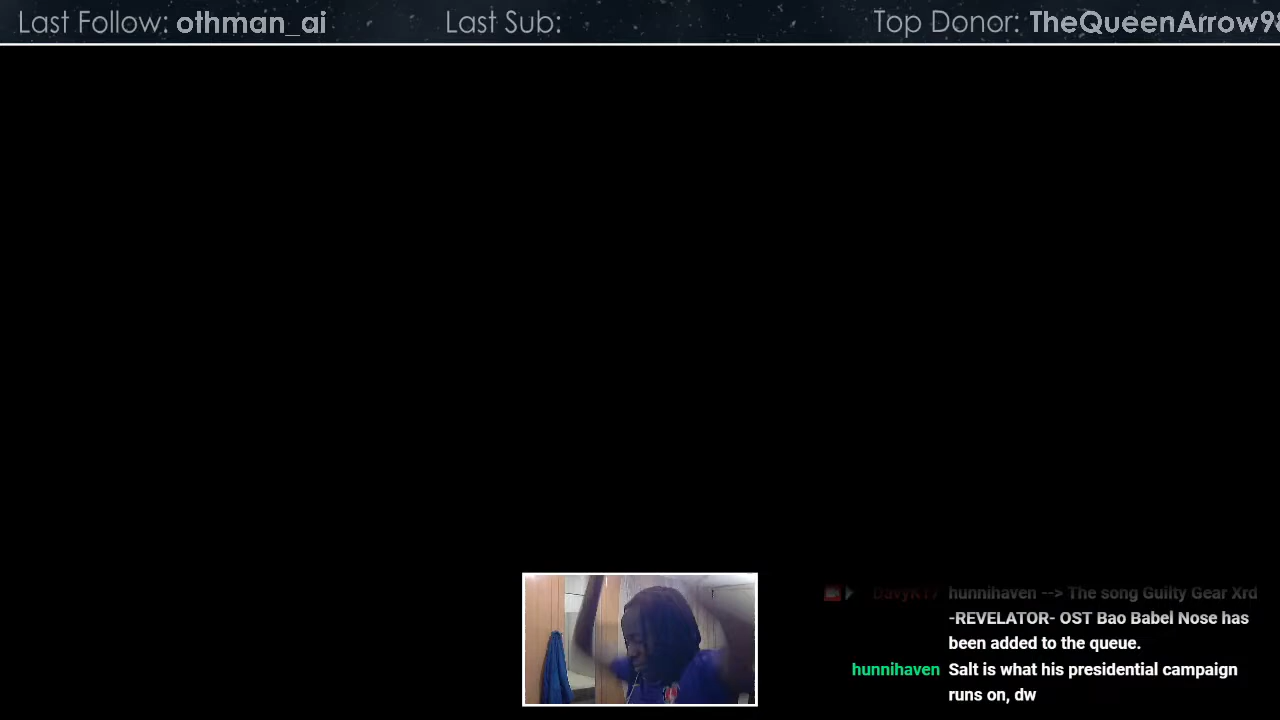 Last Follow: othman_ai Last Sub: Top Donor: TheQueenArrow9
DavyK17 hunnihaven --> The song Guilty Gear Xrd
-REVELATOR- OST Bao Babel Nose has
been added to the queue.
hunnihaven Salt is what his presidential campaign
runs on, dw